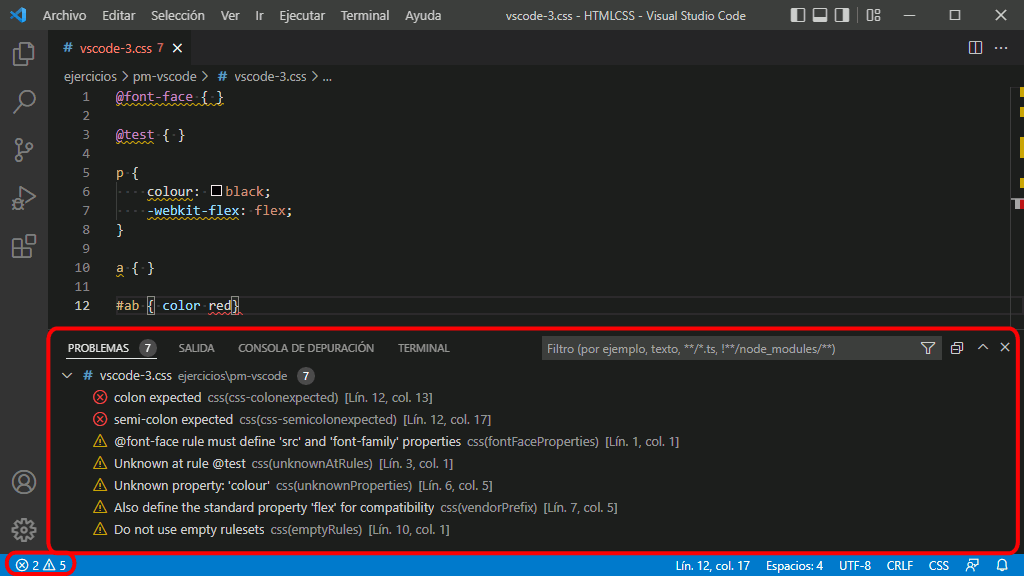 Archivo Editar Selección Ver Ir Ejecutar Terminal Ayuda vscode-3.css - HTMLCSS - Visual Studio Code
# vscode-3.css 7
ejercicios > pm-vscode > # vscode-3.css > ...
1 @font-face { }
2
3 @test { }
4
5 p {
6 colour: black;
7 -webkit-flex: flex;
8 }
9
10 a { }
11
12 #ab { color red}
PROBLEMAS 7 SALIDA CONSOLA DE DEPURACIÓN TERMINAL Filtro (por ejemplo, texto, **/*.ts, !**/node_modules/**)
# vscode-3.css ejercicios\pm-vscode 7
colon expected css(css-colonexpected) [Lín. 12, col. 13]
semi-colon expected css(css-semicolonexpected) [Lín. 12, col. 17]
@font-face rule must define 'src' and 'font-family' properties css(fontFaceProperties) [Lín. 1, col. 1]
Unknown at rule @test css(unknownAtRules) [Lín. 3, col. 1]
Unknown property: 'colour' css(unknownProperties) [Lín. 6, col. 5]
Also define the standard property 'flex' for compatibility css(vendorPrefix) [Lín. 7, col. 5]
Do not use empty rulesets css(emptyRules) [Lín. 10, col. 1]
2 5 Lín. 12, col. 17 Espacios: 4 UTF-8 CRLF CSS